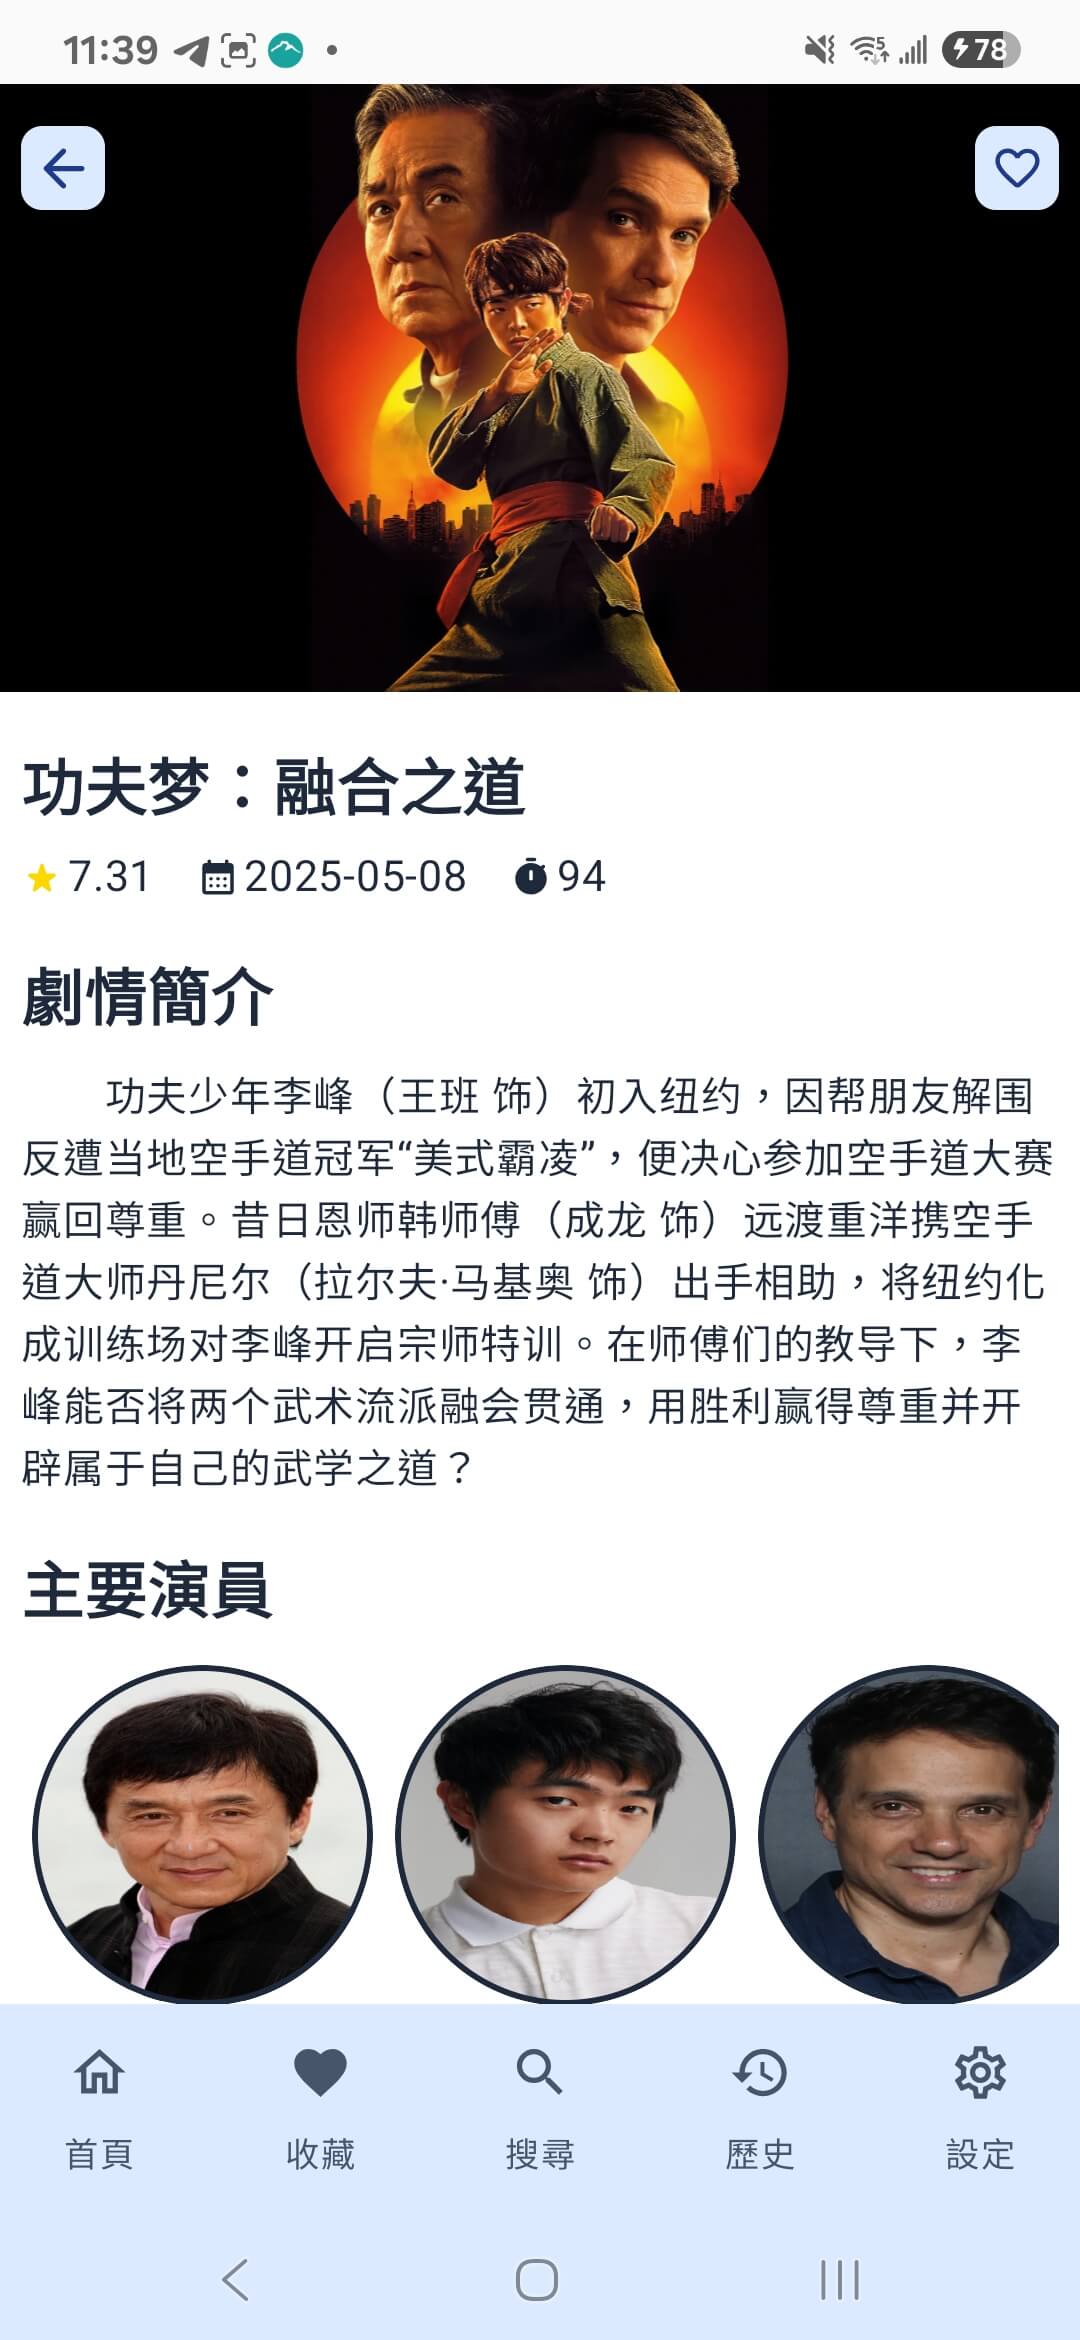 11:39
5
78
功夫梦：融合之道
7.31 2025-05-08 94
劇情簡介
功夫少年李峰（王班 饰）初入纽约，因帮朋友解围
反遭当地空手道冠军“美式霸凌”，便决心参加空手道大赛
赢回尊重。昔日恩师韩师傅（成龙 饰）远渡重洋携空手
道大师丹尼尔（拉尔夫·马基奥 饰）出手相助，将纽约化
成训练场对李峰开启宗师特训。在师傅们的教导下，李
峰能否将两个武术流派融会贯通，用胜利赢得尊重并开
辟属于自己的武学之道？
主要演員
首頁 收藏 搜尋 歷史 設定